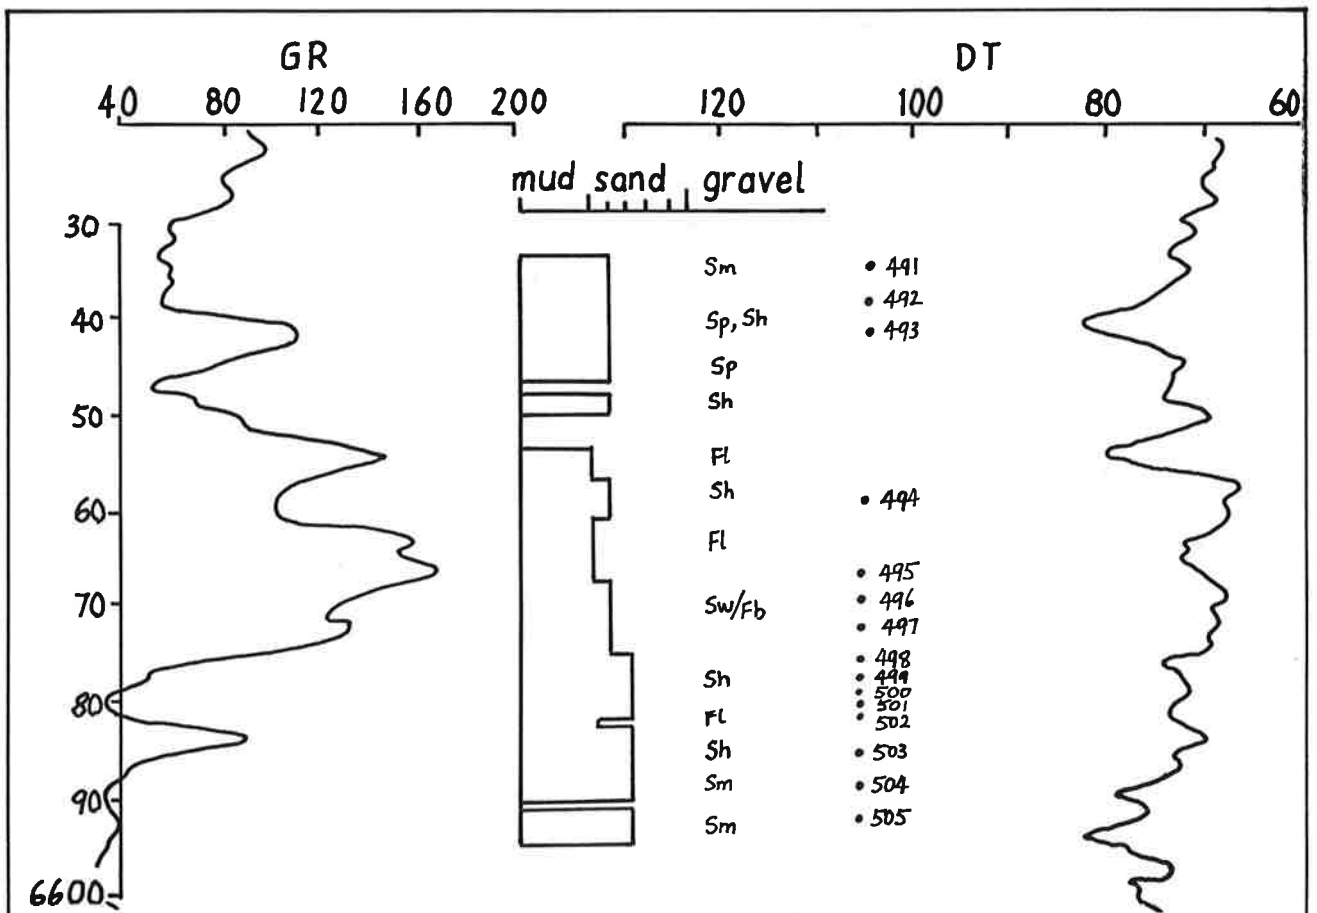 GR DT
40 80 120 160 200 120 100 80 60
mud sand gravel
30
Sm • 491
• 492
40 Sp, Sh • 493
Sp
Sh
50
Fl
Sh • 494
60
Fl
• 495
70 Sw/Fb • 496
• 497
• 498
Sh • 499
• 500
80 • 501
Fl • 502
Sh • 503
Sm • 504
90
Sm • 505
6600